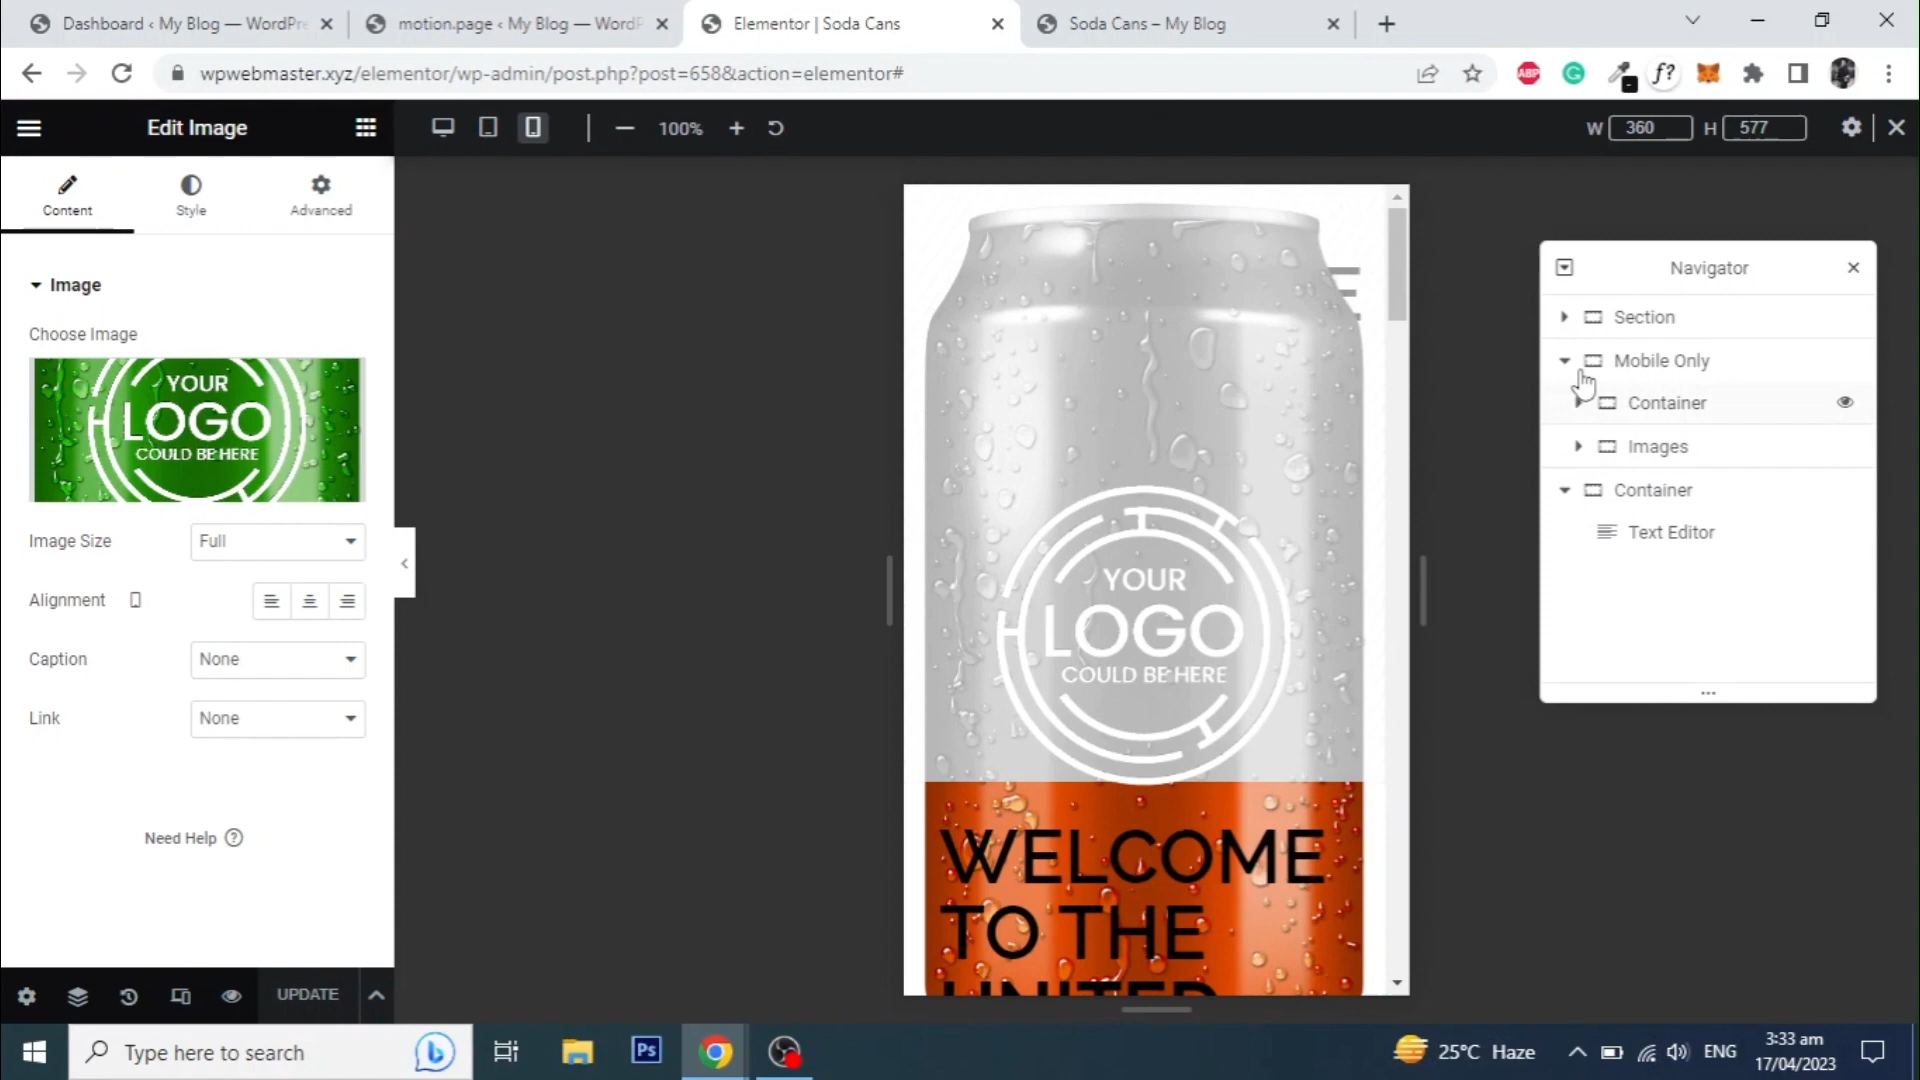 Dashboard ‹ My Blog — WordPre
motion.page ‹ My Blog — WordP
Elementor | Soda Cans
Soda Cans – My Blog
wpwebmaster.xyz/elementor/wp-admin/post.php?post=658&action=elementor#
ABP
f?
Edit Image
100%
W 360 H 577
Content
Style
Advanced
Image
Choose Image
YOUR
LOGO
COULD BE HERE
Image Size
Full
Alignment
Caption
None
Link
None
Need Help
YOUR
LOGO
COULD BE HERE
WELCOME
TO THE
UNITED
Navigator
Section
Mobile Only
Container
Images
Container
Text Editor
UPDATE
Type here to search
Ps
25°C Haze
ENG
3:33 am
17/04/2023